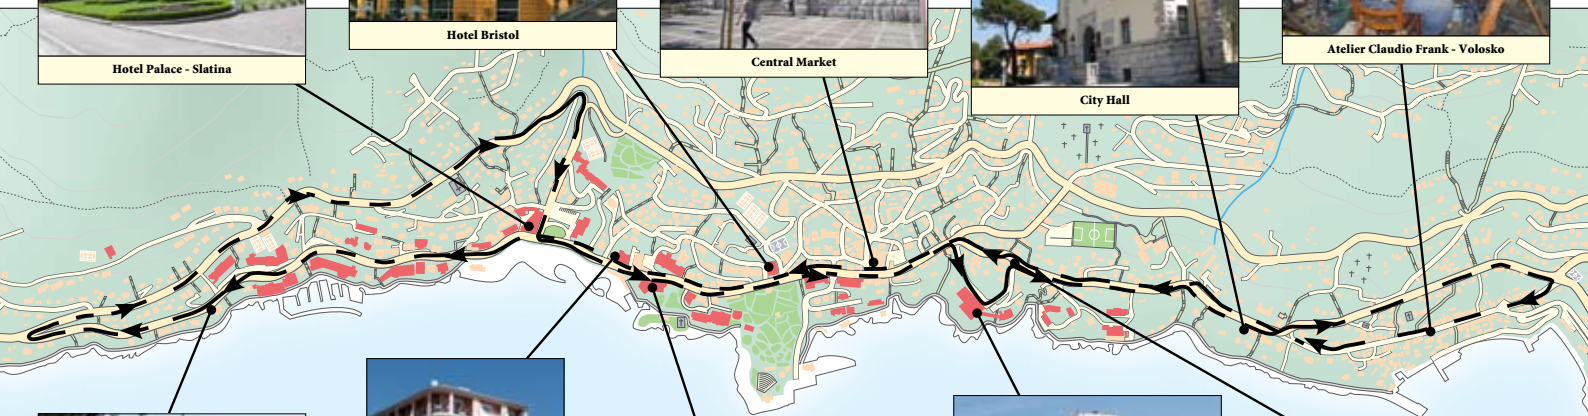 Hotel Palace - Slatina
Hotel Bristol
Central Market
City Hall
Atelier Claudio Frank - Volosko